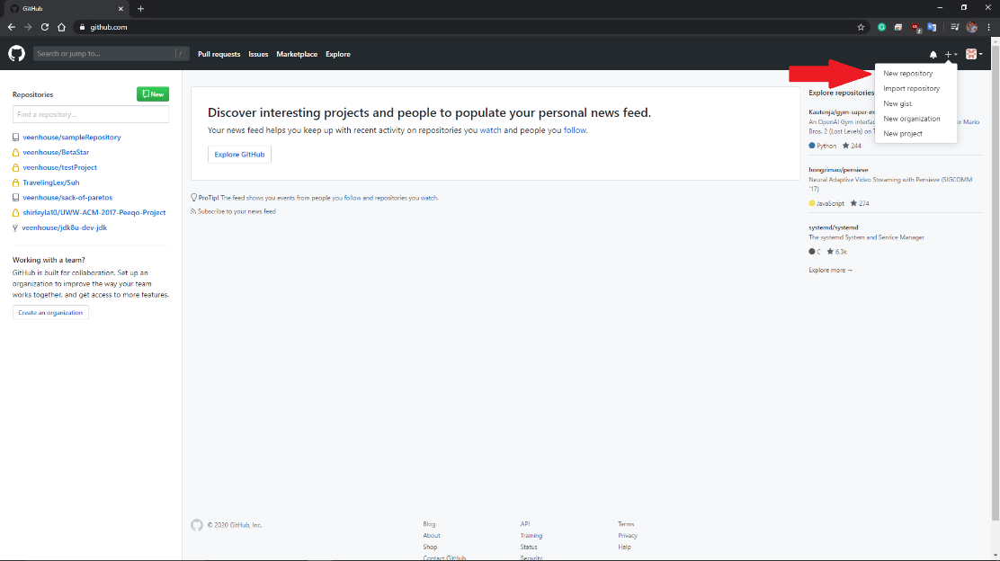 GitHub
github.com
Search or jump to...
/
Pull requests
Issues
Marketplace
Explore
New repository
Import repository
New gist
New organization
New project
Repositories
New
Find a repository...
veenhouse/sampleRepository
veenhouse/BetaStar
veenhouse/testProject
TravelingLex/Suh
veenhouse/sack-of-paretos
shirleyla10/UWW-ACM-2017-Peeqo-Project
veenhouse/jdk8u-dev-jdk
Working with a team?
GitHub is built for collaboration. Set up an
organization to improve the way your team
works together, and get access to more features.
Create an organization
Discover interesting projects and people to populate your personal news feed.
Your news feed helps you keep up with recent activity on repositories you watch and people you follow.
Explore GitHub
ProTip! The feed shows you events from people you follow and repositories you watch.
Subscribe to your news feed
Explore repositories
Kautenja/gym-super-m
An OpenAI Gym interfac er Mario
Bros. 2 (Lost Levels) on T
Python 244
hongzimao/pensieve
Neural Adaptive Video Streaming with Pensieve (SIGCOMM
'17)
JavaScript 274
systemd/systemd
The systemd System and Service Manager
C 6.3k
Explore more →
© 2020 GitHub, Inc.
Blog
About
Shop
Contact GitHub
API
Training
Status
Security
Terms
Privacy
Help